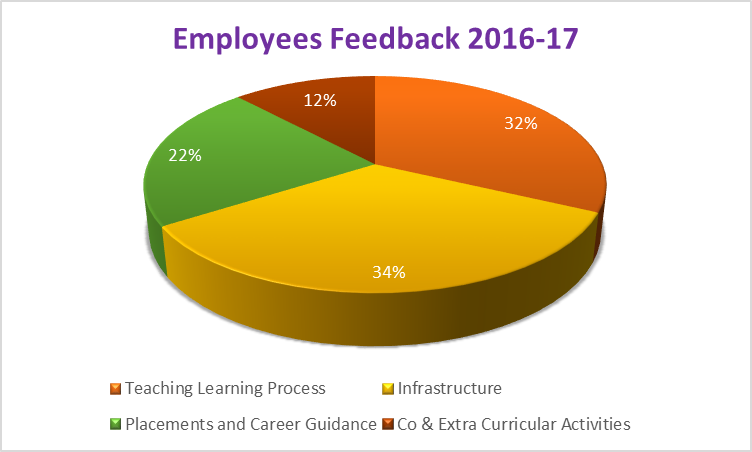 Employees Feedback 2016-17
12%
32%
22%
34%
Teaching Learning Process Infrastructure
Placements and Career Guidance Co & Extra Curricular Activities